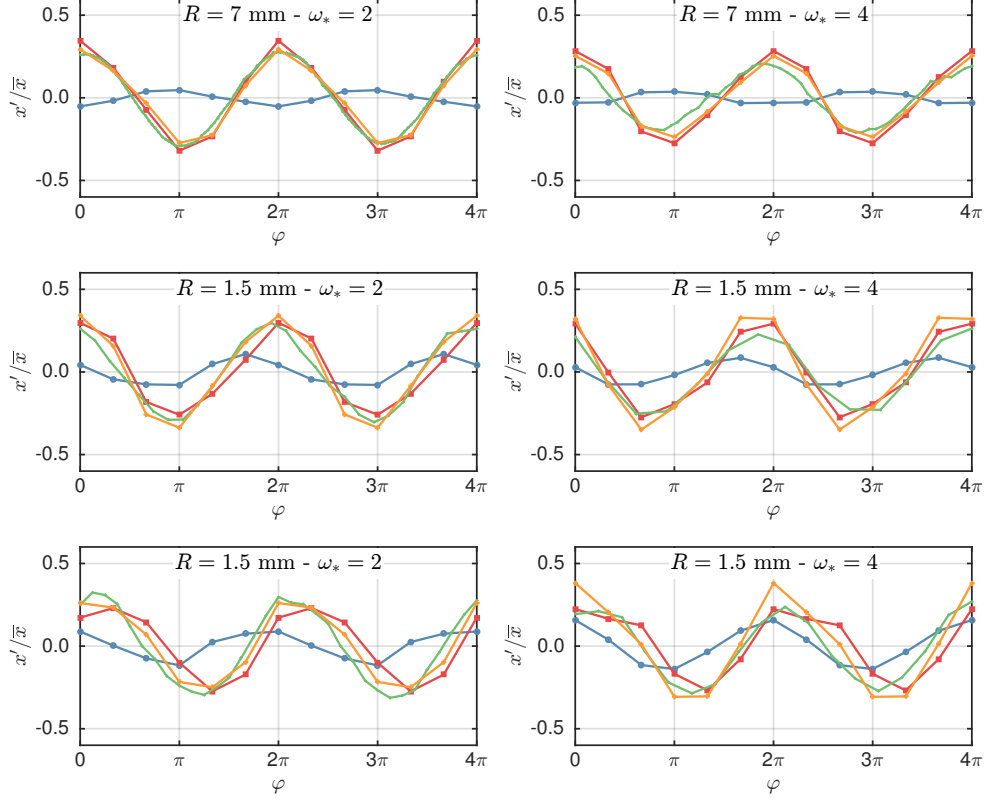 R = 7 mm - ω* = 2
x′/x̄
0.5
0.0
-0.5
0 π 2π 3π 4π
φ
R = 7 mm - ω* = 4
x′/x̄
0.5
0.0
-0.5
0 π 2π 3π 4π
φ
R = 1.5 mm - ω* = 2
x′/x̄
0.5
0.0
-0.5
0 π 2π 3π 4π
φ
R = 1.5 mm - ω* = 4
x′/x̄
0.5
0.0
-0.5
0 π 2π 3π 4π
φ
R = 1.5 mm - ω* = 2
x′/x̄
0.5
0.0
-0.5
0 π 2π 3π 4π
φ
R = 1.5 mm - ω* = 4
x′/x̄
0.5
0.0
-0.5
0 π 2π 3π 4π
φ